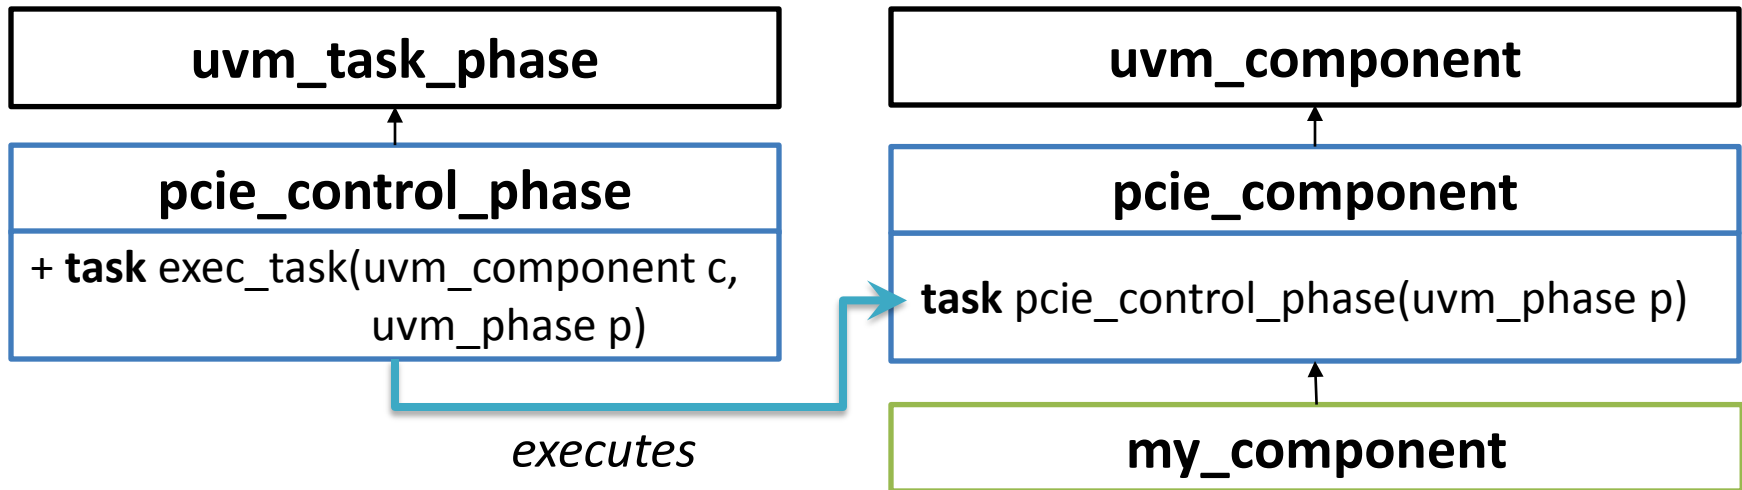 uvm_task_phase
pcie_control_phase
+ task exec_task(uvm_component c,
uvm_phase p)
executes
uvm_component
pcie_component
task pcie_control_phase(uvm_phase p)
my_component